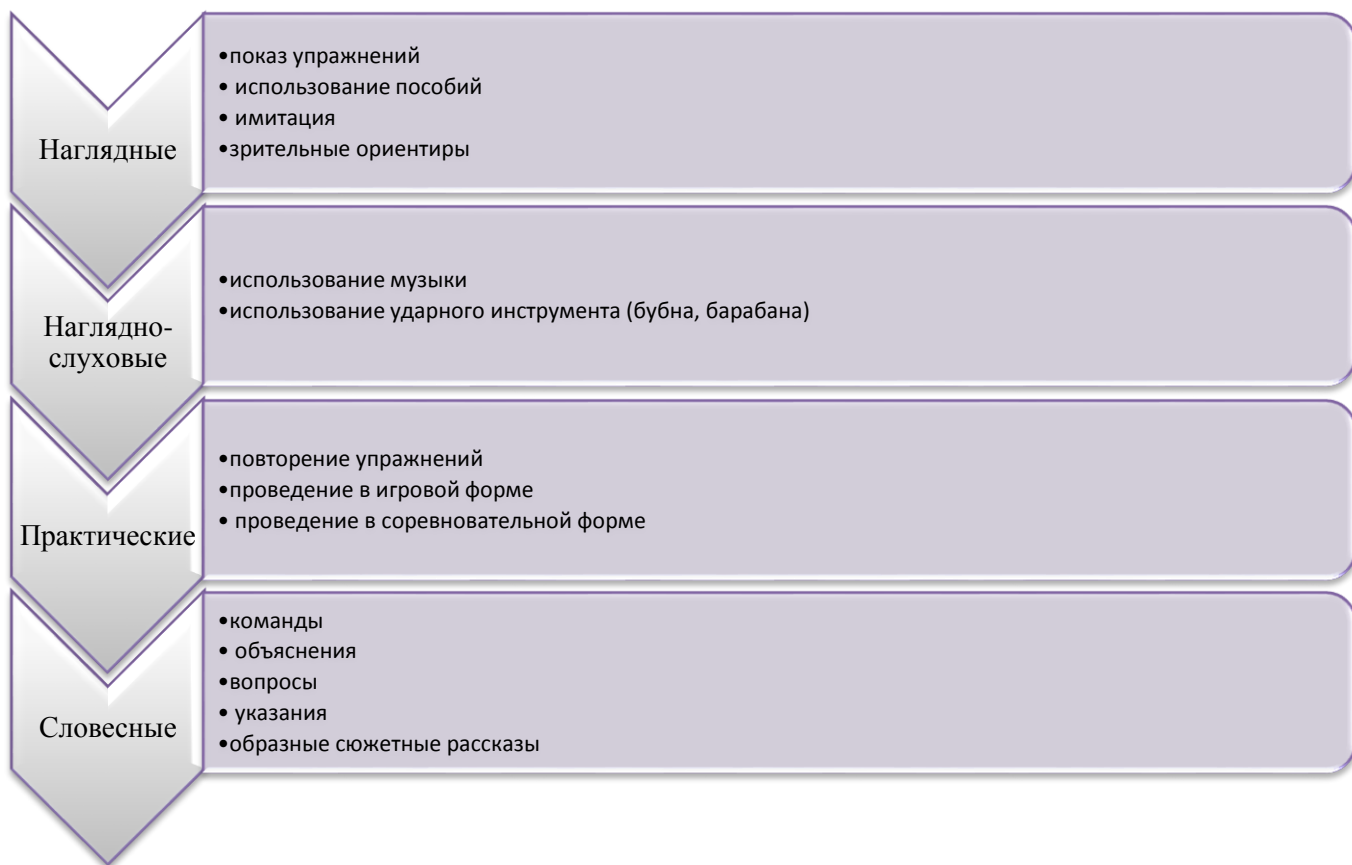 Наглядные
•показ упражнений
• использование пособий
• имитация
•зрительные ориентиры
Наглядно-
слуховые
•использование музыки
•использование ударного инструмента (бубна, барабана)
Практические
•повторение упражнений
•проведение в игровой форме
• проведение в соревновательной форме
Словесные
•команды
• объяснения
•вопросы
• указания
•образные сюжетные рассказы